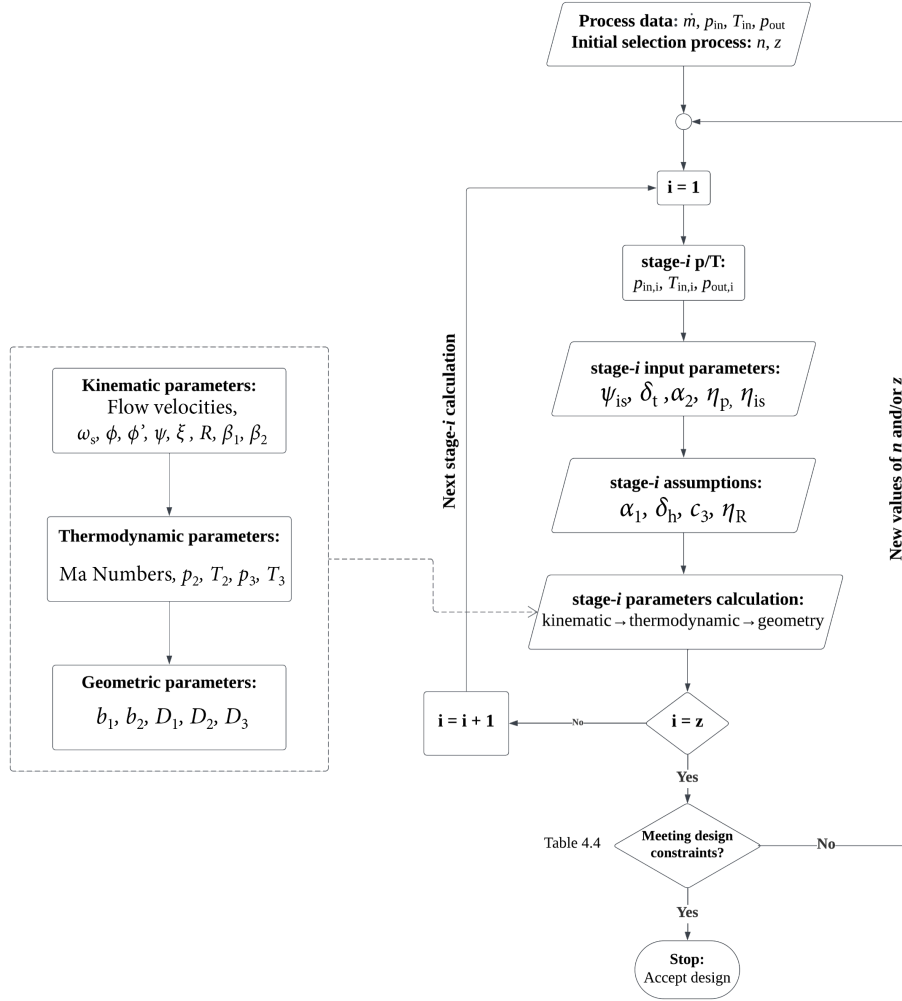 Process data: ṁ, p_in, T_in, p_out
Initial selection process: n, z
i = 1
stage-i p/T:
p_in,i, T_in,i, p_out,i
stage-i input parameters:
ψ_is, δ_t ,α_2, η_p, η_is
stage-i assumptions:
α_1, δ_h, c_3, η_R
stage-i parameters calculation:
kinematic→thermodynamic→geometry
i = z
No
i = i + 1
Next stage-i calculation
Yes
Table 4.4
Meeting design
constraints?
No
New values of n and/or z
Yes
Stop:
Accept design
Kinematic parameters:
Flow velocities,
ω_s, ϕ, ϕ’, ψ, ξ , R, β_1, β_2
Thermodynamic parameters:
Ma Numbers, p_2, T_2, p_3, T_3
Geometric parameters:
b_1, b_2, D_1, D_2, D_3